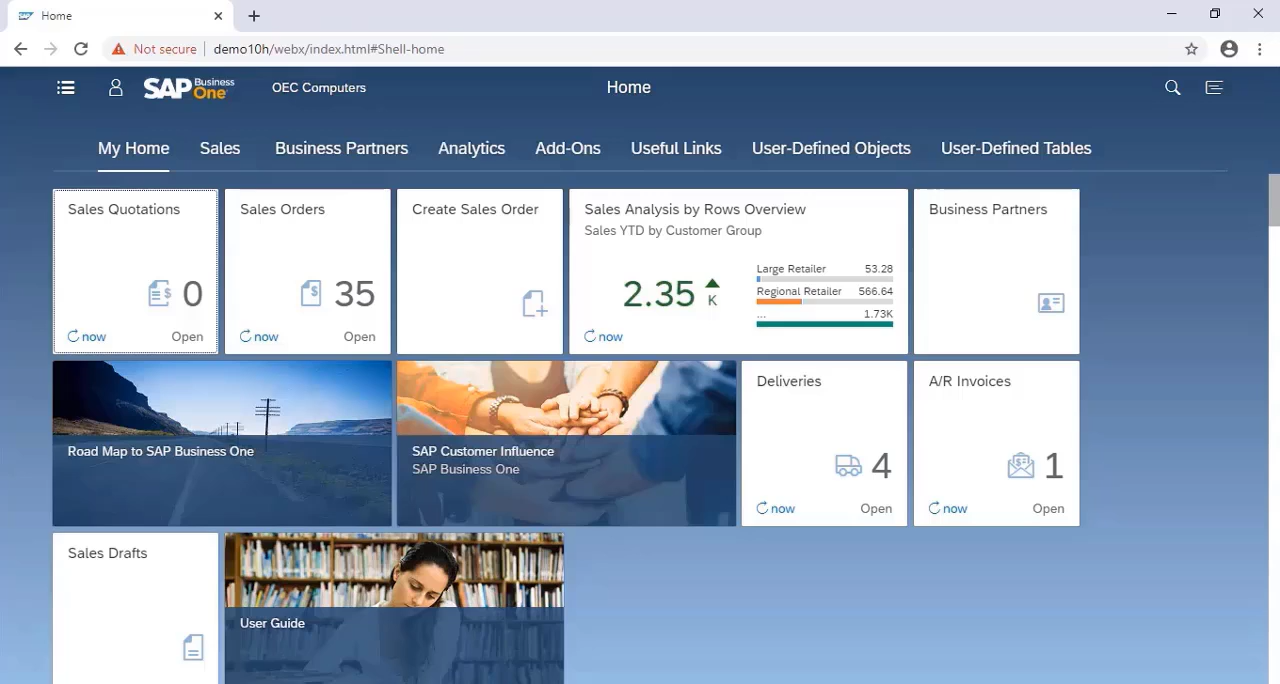 Home
Not secure
demo10h/webx/index.html#Shell-home
SAP Business One
OEC Computers
Home
My Home
Sales
Business Partners
Analytics
Add-Ons
Useful Links
User-Defined Objects
User-Defined Tables
Sales Quotations
0
now
Open
Sales Orders
35
now
Open
Create Sales Order
Sales Analysis by Rows Overview
Sales YTD by Customer Group
2.35
K
Large Retailer 53.28
Regional Retailer 566.64
... 1.73K
now
Business Partners
Road Map to SAP Business One
SAP Customer Influence
SAP Business One
Deliveries
4
now
Open
A/R Invoices
1
now
Open
Sales Drafts
User Guide